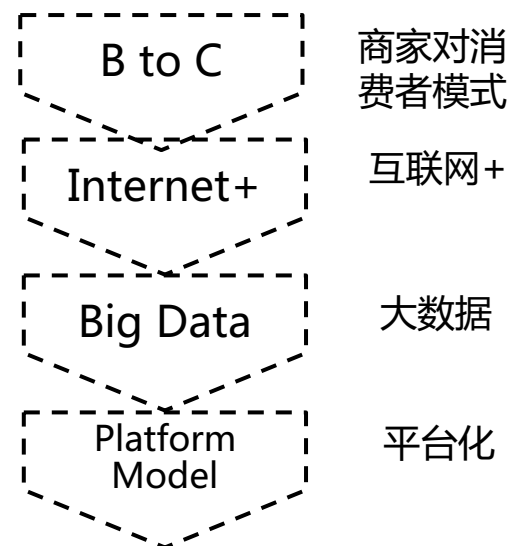 B to C
商家对消
费者模式
Internet+
互联网+
Big Data
大数据
Platform
Model
平台化